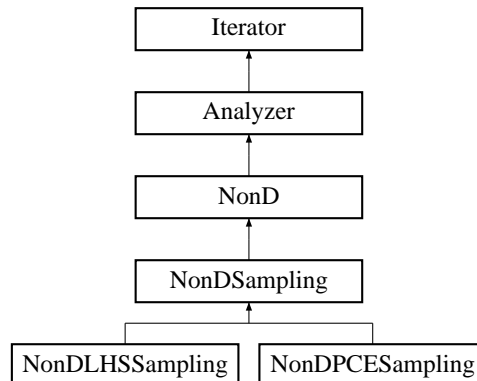 Iterator
Analyzer
NonD
NonDSampling
NonDLHSSampling
NonDPCESampling